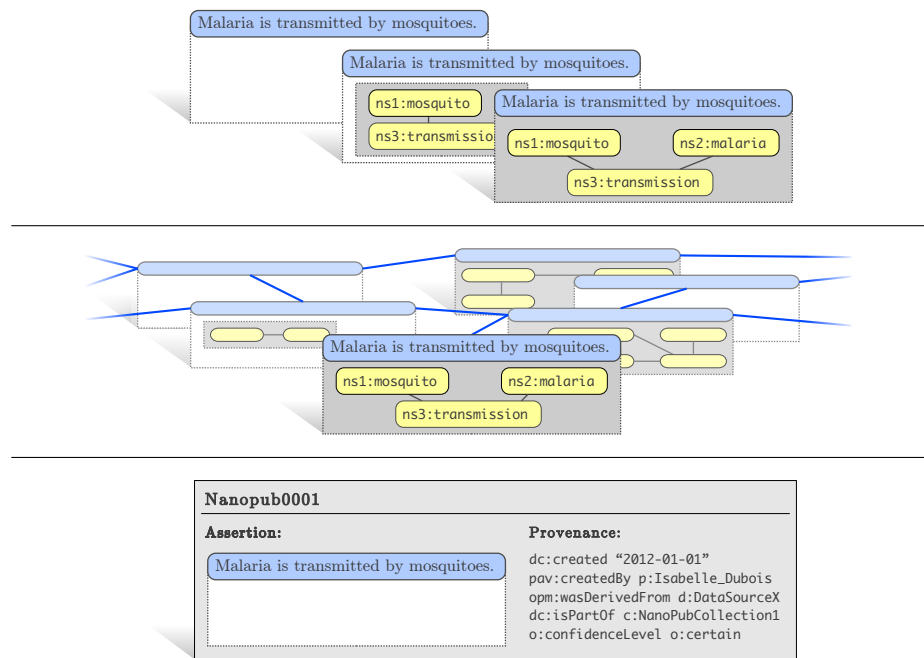 Malaria is transmitted by mosquitoes.
Malaria is transmitted by mosquitoes.
ns1:mosquito
ns3:transmissio
Malaria is transmitted by mosquitoes.
ns1:mosquito ns2:malaria
ns3:transmission
Malaria is transmitted by mosquitoes.
ns1:mosquito ns2:malaria
ns3:transmission
Nanopub0001
Assertion:
Malaria is transmitted by mosquitoes.
Provenance:
dc:created “2012-01-01”
pav:createdBy p:Isabelle_Dubois
opm:wasDerivedFrom d:DataSourceX
dc:isPartOf c:NanoPubCollection1
o:confidenceLevel o:certain